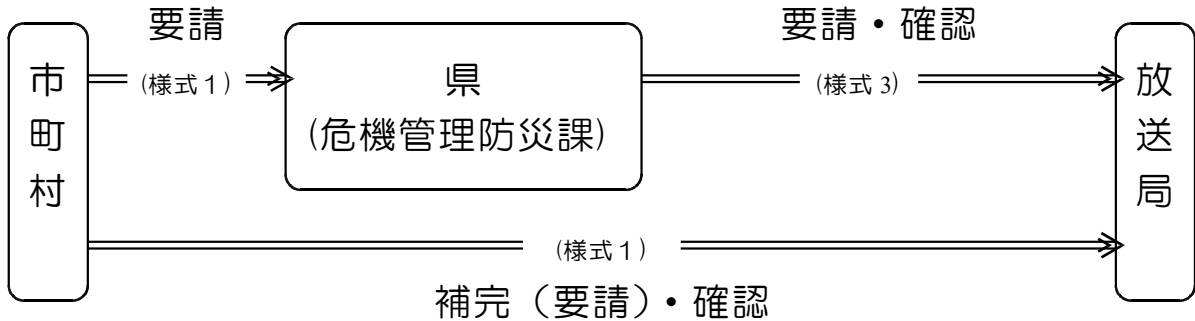 要請
要請・確認
市町村
(様式１)
県
(危機管理防災課)
(様式 3)
放送局
(様式１)
補完（要請）・確認